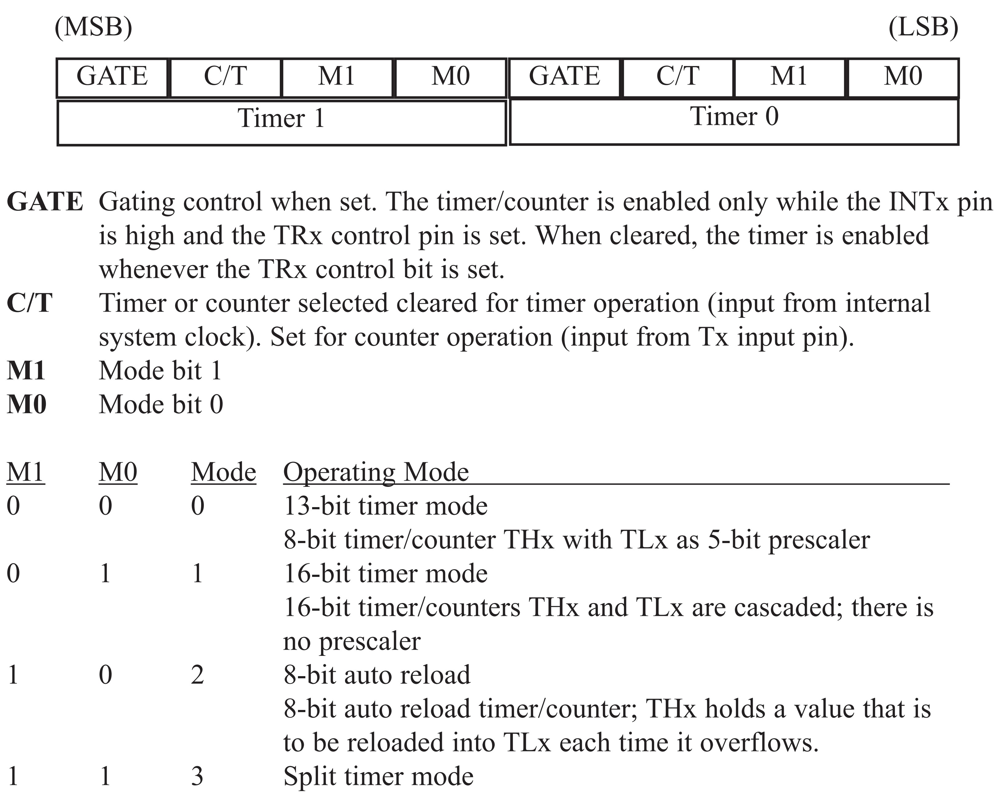 (MSB) (LSB)
GATE C/T M1 M0 GATE C/T M1 M0
Timer 1 Timer 0
GATE Gating control when set. The timer/counter is enabled only while the INTx pin
is high and the TRx control pin is set. When cleared, the timer is enabled
whenever the TRx control bit is set.
C/T Timer or counter selected cleared for timer operation (input from internal
system clock). Set for counter operation (input from Tx input pin).
M1 Mode bit 1
M0 Mode bit 0
M1 M0 Mode Operating Mode
0 0 0 13-bit timer mode
8-bit timer/counter THx with TLx as 5-bit prescaler
0 1 1 16-bit timer mode
16-bit timer/counters THx and TLx are cascaded; there is
no prescaler
1 0 2 8-bit auto reload
8-bit auto reload timer/counter; THx holds a value that is
to be reloaded into TLx each time it overflows.
1 1 3 Split timer mode